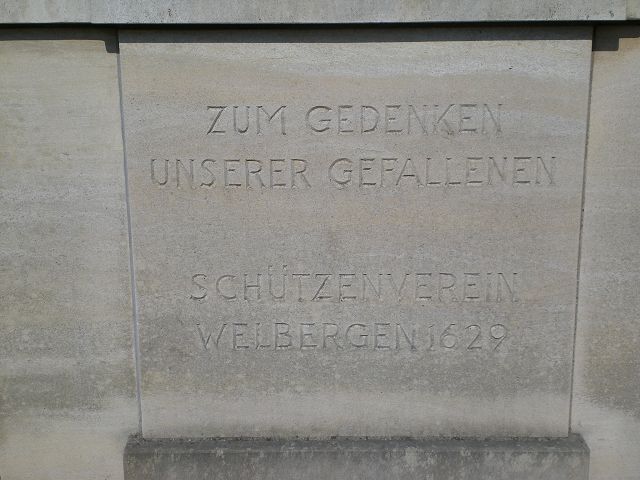 ZUM GEDENKEN
UNSERER GEFALLENEN
SCHÜTZENVEREIN
WELBERGEN 1629